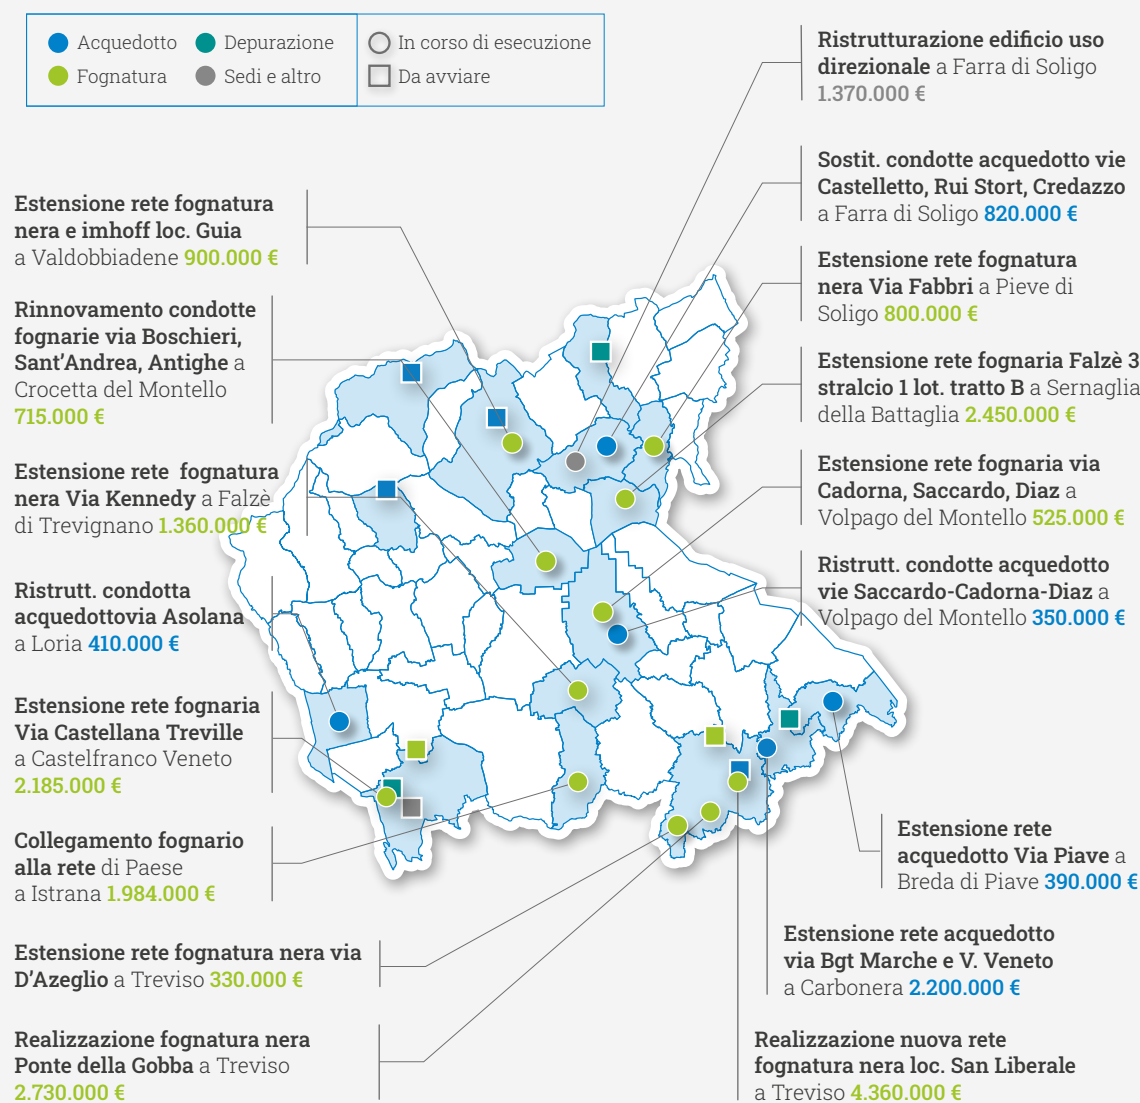 Acquedotto
Depurazione
In corso di esecuzione
Fognatura
Sedi e altro
Da avviare
Estensione rete fognatura
nera e imhoff loc. Guia
a Valdobbiadene 900.000 €
Rinnovamento condotte
fognarie via Boschieri,
Sant'Andrea, Antighe a
Crocetta del Montello
715.000 €
Estensione rete fognatura
nera Via Kennedy a Falzè
di Trevignano 1.360.000 €
Ristrutt. condotta
acquedottovia Asolana
a Loria 410.000 €
Estensione rete fognaria
Via Castellana Treville
a Castelfranco Veneto
2.185.000 €
Collegamento fognario
alla rete di Paese
a Istrana 1.984.000 €
Estensione rete fognatura nera via
D'Azeglio a Treviso 330.000 €
Realizzazione fognatura nera
Ponte della Gobba a Treviso
2.730.000 €
Ristrutturazione edificio uso
direzionale a Farra di Soligo
1.370.000 €
Sostit. condotte acquedotto vie
Castelletto, Rui Stort, Credazzo
a Farra di Soligo 820.000 €
Estensione rete fognatura
nera Via Fabbri a Pieve di
Soligo 800.000 €
Estensione rete fognaria Falzè 3
stralcio 1 lot. tratto B a Sernaglia
della Battaglia 2.450.000 €
Estensione rete fognaria via
Cadorna, Saccardo, Diaz a
Volpago del Montello 525.000 €
Ristrutt. condotte acquedotto
vie Saccardo-Cadorna-Diaz a
Volpago del Montello 350.000 €
Estensione rete
acquedotto Via Piave a
Breda di Piave 390.000 €
Estensione rete acquedotto
via Bgt Marche e V. Veneto
a Carbonera 2.200.000 €
Realizzazione nuova rete
fognatura nera loc. San Liberale
a Treviso 4.360.000 €